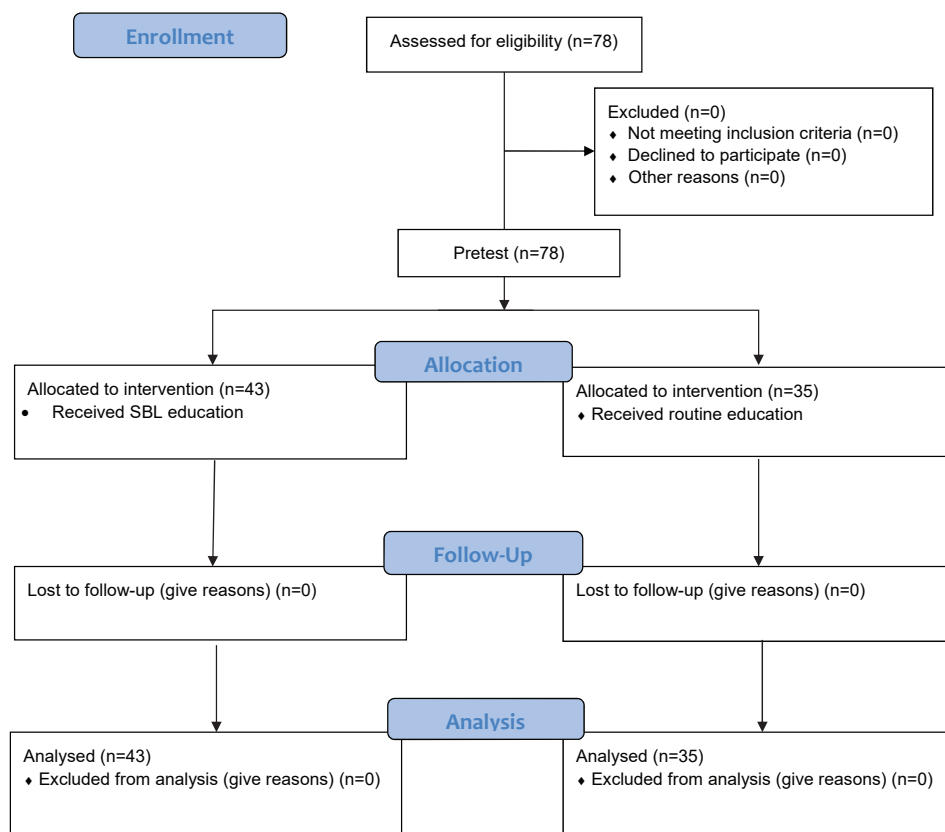 Enrollment
Assessed for eligibility (n=78)
Excluded (n=0)
♦ Not meeting inclusion criteria (n=0)
♦ Declined to participate (n=0)
♦ Other reasons (n=0)
Pretest (n=78)
Allocation
Allocated to intervention (n=43)
• Received SBL education
Allocated to intervention (n=35)
♦ Received routine education
Follow-Up
Lost to follow-up (give reasons) (n=0)
Lost to follow-up (give reasons) (n=0)
Analysis
Analysed (n=43)
♦ Excluded from analysis (give reasons) (n=0)
Analysed (n=35)
♦ Excluded from analysis (give reasons) (n=0)